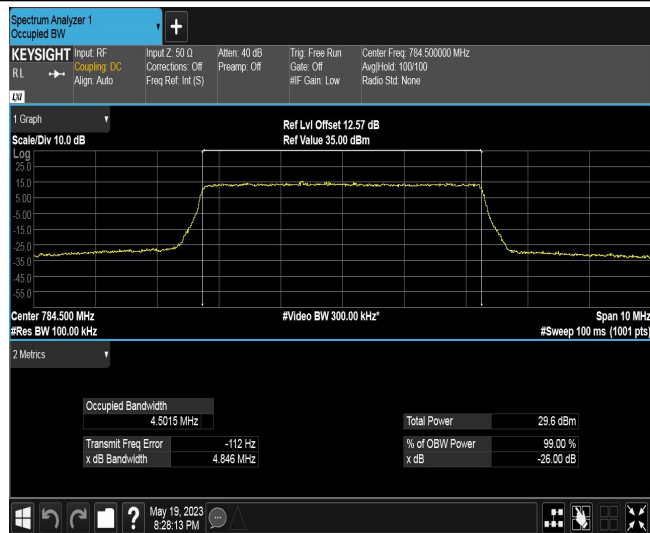 Spectrum Analyzer 1
Occupied BW
+
KEYSIGHT
RL
LXI
Input: RF
Coupling: DC
Align: Auto
Input Z: 50 Ω
Corrections: Off
Freq Ref: Int (S)
Atten: 40 dB
Preamp: Off
Trig: Free Run
Gate: Off
#IF Gain: Low
Center Freq: 784.500000 MHz
Avg|Hold: 100/100
Radio Std: None
1 Graph
Scale/Div 10.0 dB
Ref Lvl Offset 12.57 dB
Ref Value 35.00 dBm
Log
25.0
15.0
5.00
-5.00
-15.0
-25.0
-35.0
-45.0
-55.0
Center 784.500 MHz
#Res BW 100.00 kHz
#Video BW 300.00 kHz*
Span 10 MHz
#Sweep 100 ms (1001 pts)
2 Metrics
Occupied Bandwidth
4.5015 MHz
Total Power 29.6 dBm
Transmit Freq Error -112 Hz
% of OBW Power 99.00 %
x dB Bandwidth 4.846 MHz
x dB -26.00 dB
?
May 19, 2023
8:28:13 PM